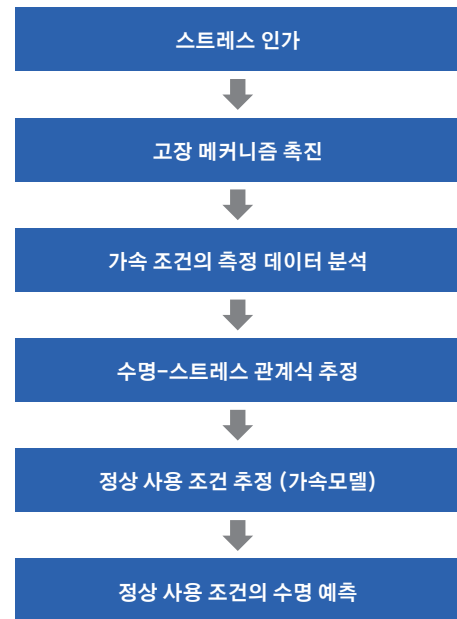 스트레스 인가
고장 메커니즘 촉진
가속 조건의 측정 데이터 분석
수명-스트레스 관계식 추정
정상 사용 조건 추정 (가속모델)
정상 사용 조건의 수명 예측